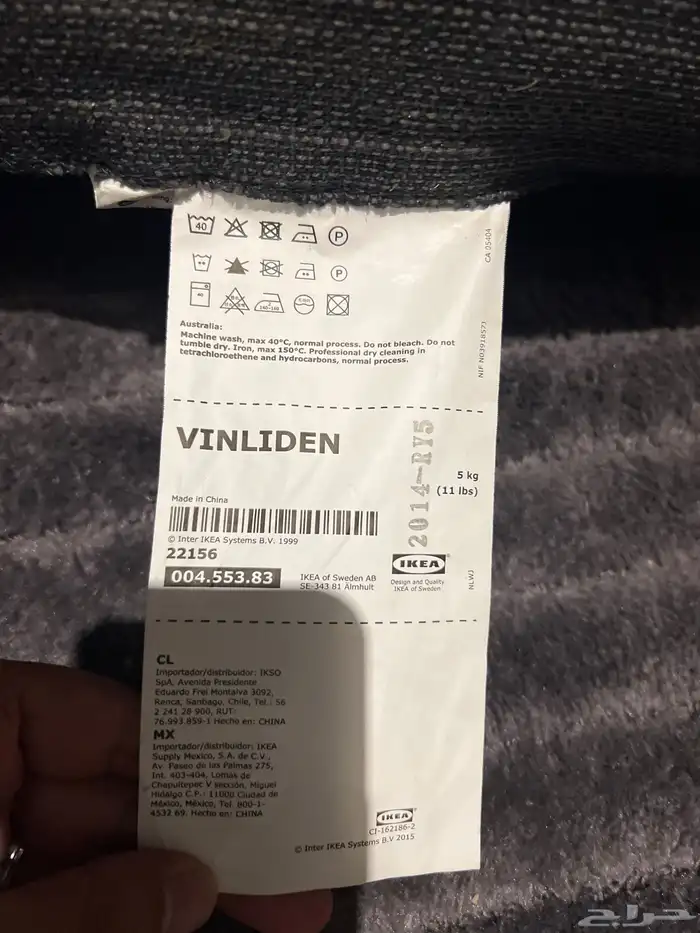 40 P
P
Australia:
Machine wash, max 40°C, normal process. Do not bleach. Do not
tumble dry. Iron, max 150°C. Professional dry cleaning in
tetrachloroethene and hydrocarbons, normal process.
CA 25404
NIF N0391857J
VINLIDEN
2014-RY5
5 kg
(11 lbs)
Made in China
© Inter IKEA Systems B.V. 1999
22156
004.553.83
IKEA of Sweden AB
SE-343 81 Älmhult
IKEA
Design and Quality
IKEA of Sweden
NLWJ
CL
Importador/distribuidor: IKSO
SpA, Avenida Presidente
Eduardo Frei Montalva 3092,
Renca, Santiago, Chile, Tel.: 56
2 241 28 900, RUT:
76.993.859-1 Hecho en: CHINA
MX
Importador/distribuidor: IKEA
Supply Mexico, S.A. de C.V.,
Av. Paseo de las Palmas 275,
Int. 403-404, Lomas de
Chapultepec V sección, Miguel
Hidalgo C.P.: 11000 Ciudad de
México, México, Tel. 800-1-
4532 69. Hecho en: CHINA
IKEA
CI-162186-2
© Inter IKEA Systems B.V 2015
حراج